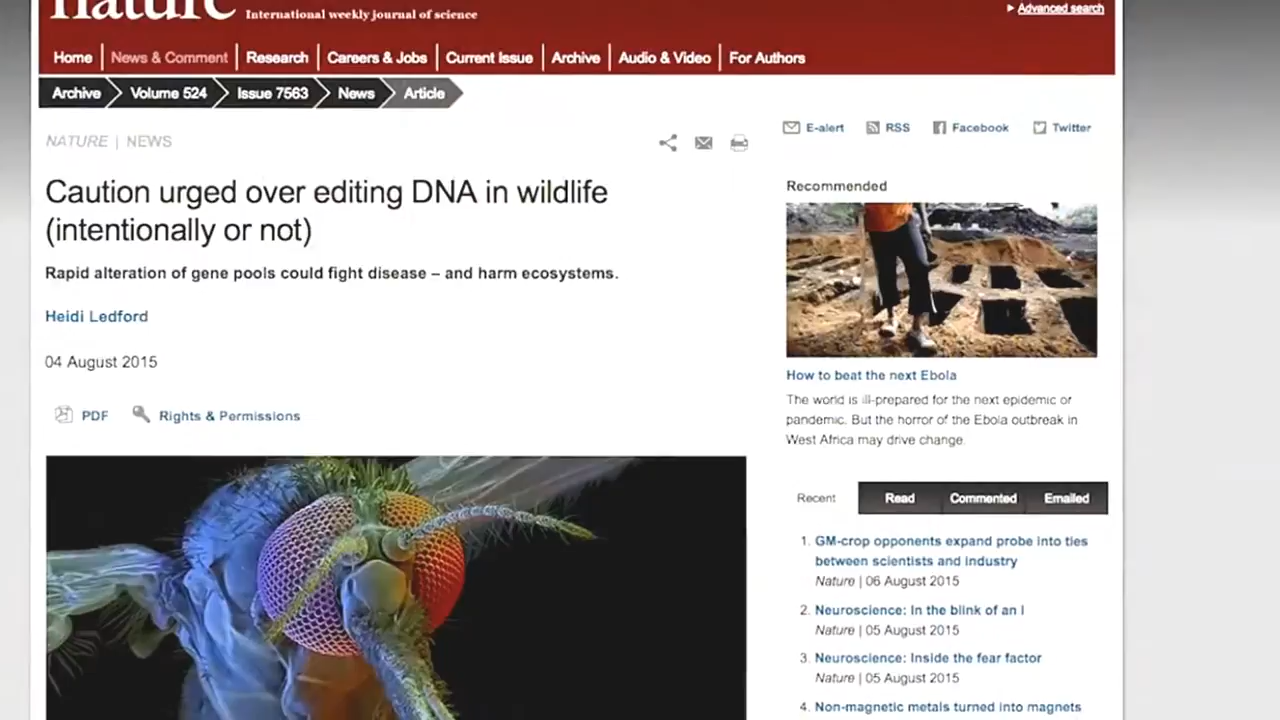 nature International weekly journal of science
Advanced search
Home News & Comment Research Careers & Jobs Current Issue Archive Audio & Video For Authors
Archive Volume 524 Issue 7563 News Article
NATURE | NEWS
Caution urged over editing DNA in wildlife
(intentionally or not)
Rapid alteration of gene pools could fight disease – and harm ecosystems.
Heidi Ledford
04 August 2015
PDF Rights & Permissions
E-alert RSS Facebook Twitter
Recommended
How to beat the next Ebola
The world is ill-prepared for the next epidemic or
pandemic. But the horror of the Ebola outbreak in
West Africa may drive change.
Recent Read Commented Emailed
1. GM-crop opponents expand probe into ties
between scientists and industry
Nature | 06 August 2015
2. Neuroscience: In the blink of an I
Nature | 05 August 2015
3. Neuroscience: Inside the fear factor
Nature | 05 August 2015
4. Non-magnetic metals turned into magnets